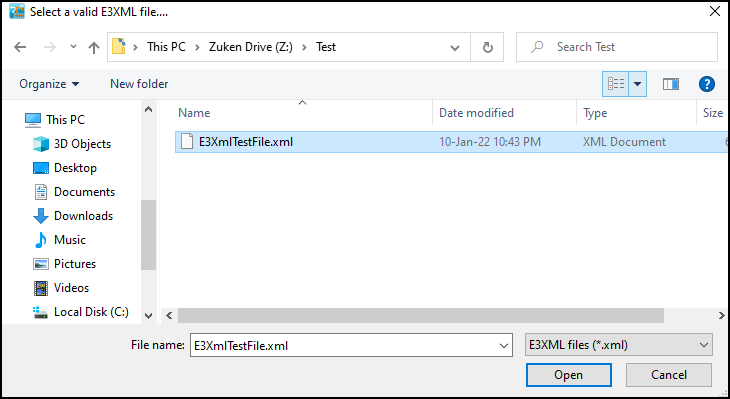 Select a valid E3XML file....
This PC > Zuken Drive (Z:) > Test
Search Test
Organize
New folder
Name
Date modified
Type
Size
This PC
3D Objects
Desktop
Documents
Downloads
Music
Pictures
Videos
Local Disk (C:)
E3XmlTestFile.xml
10-Jan-22 10:43 PM
XML Document
File name:
E3XmlTestFile.xml
E3XML files (*.xml)
Open
Cancel